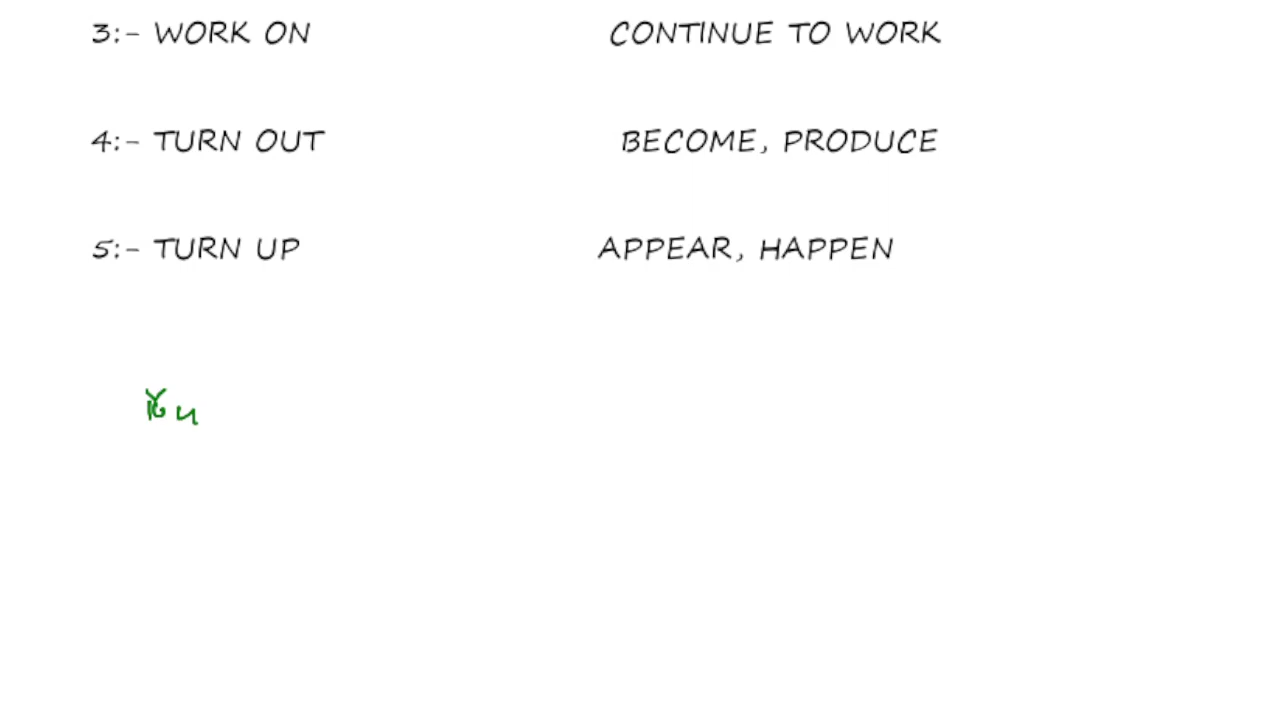 3:- WORK ON CONTINUE TO WORK
4:- TURN OUT BECOME, PRODUCE
5:- TURN UP APPEAR, HAPPEN